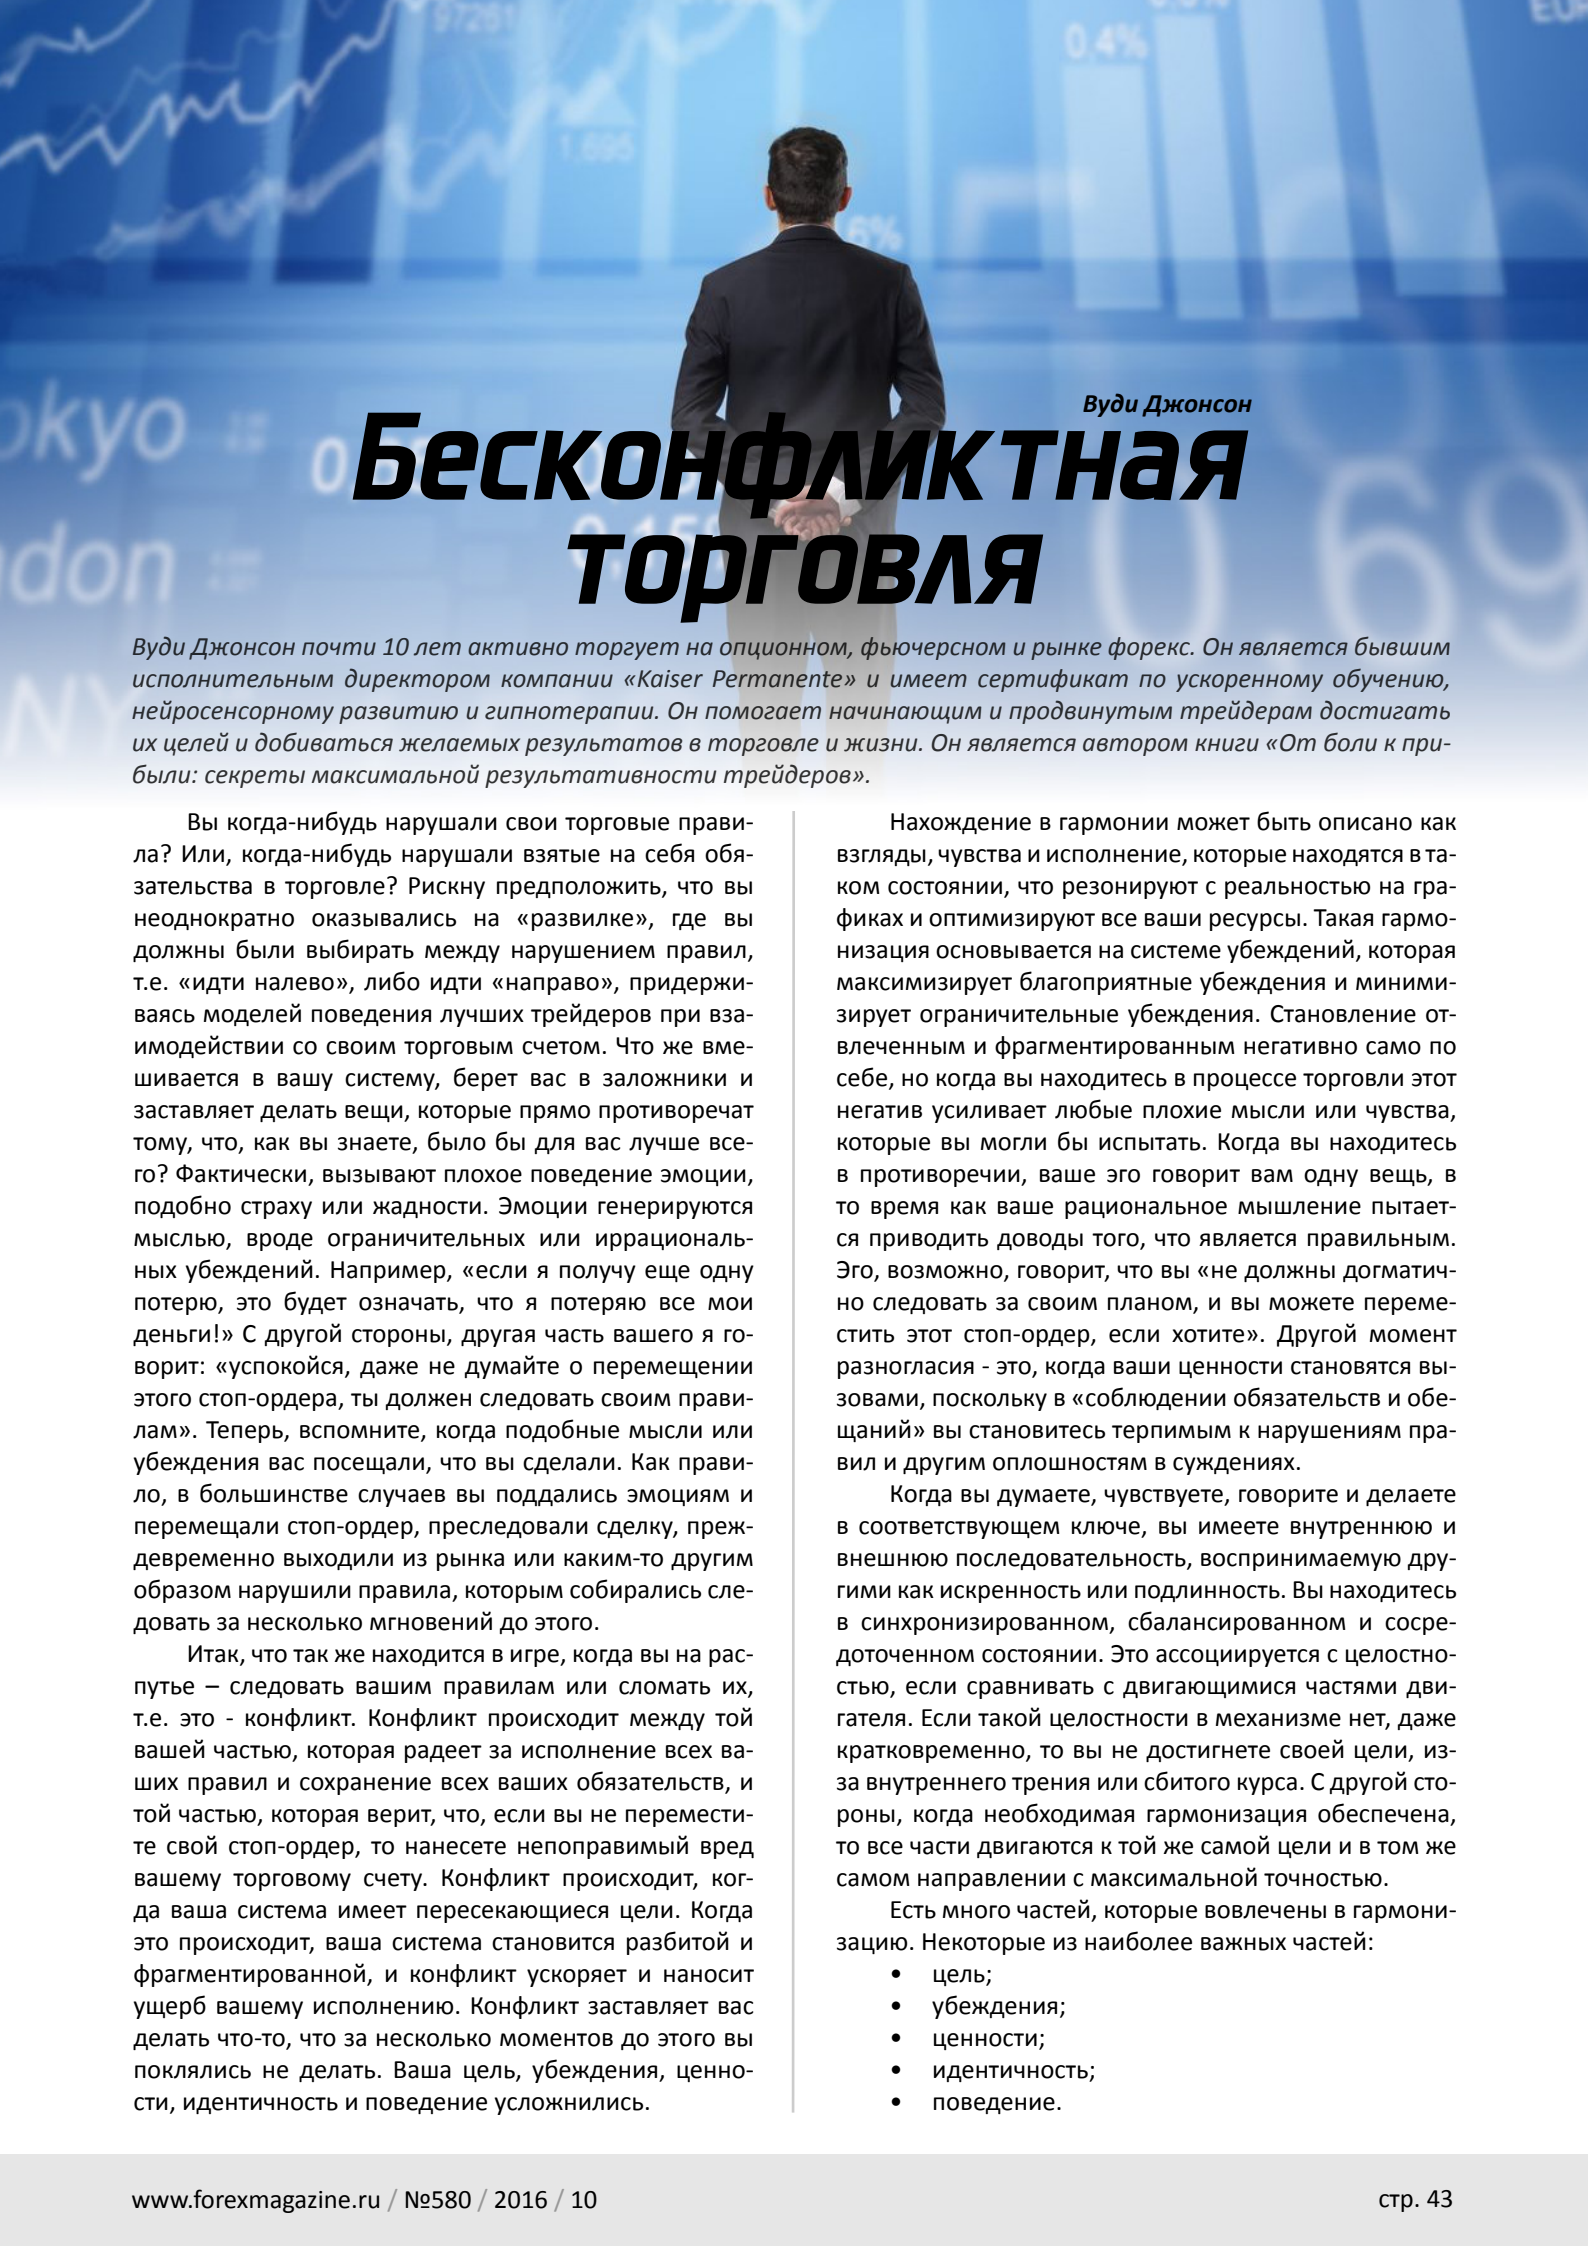 97261
0,4%
1,695
6%
Вуди Джонсон
Бесконфликтная
торговля
Вуди Джонсон почти 10 лет активно торгует на опционном, фьючерсном и рынке форекс. Он является бывшим
исполнительным директором компании «Kaiser Permanente» и имеет сертификат по ускоренному обучению,
нейросенсорному развитию и гипнотерапии. Он помогает начинающим и продвинутым трейдерам достигать
их целей и добиваться желаемых результатов в торговле и жизни. Он является автором книги «От боли к при-
были: секреты максимальной результативности трейдеров».
Вы когда-нибудь нарушали свои торговые прави-
ла? Или, когда-нибудь нарушали взятые на себя обя-
зательства в торговле? Рискну предположить, что вы
неоднократно оказывались на «развилке», где вы
должны были выбирать между нарушением правил,
т.е. «идти налево», либо идти «направо», придержи-
ваясь моделей поведения лучших трейдеров при вза-
имодействии со своим торговым счетом. Что же вме-
шивается в вашу систему, берет вас в заложники и
заставляет делать вещи, которые прямо противоречат
тому, что, как вы знаете, было бы для вас лучше все-
го? Фактически, вызывают плохое поведение эмоции,
подобно страху или жадности. Эмоции генерируются
мыслью, вроде ограничительных или иррациональ-
ных убеждений. Например, «если я получу еще одну
потерю, это будет означать, что я потеряю все мои
деньги!» С другой стороны, другая часть вашего я го-
ворит: «успокойся, даже не думайте о перемещении
этого стоп-ордера, ты должен следовать своим прави-
лам». Теперь, вспомните, когда подобные мысли или
убеждения вас посещали, что вы сделали. Как прави-
ло, в большинстве случаев вы поддались эмоциям и
перемещали стоп-ордер, преследовали сделку, преж-
девременно выходили из рынка или каким-то другим
образом нарушили правила, которым собирались сле-
довать за несколько мгновений до этого.
Итак, что так же находится в игре, когда вы на рас-
путье – следовать вашим правилам или сломать их,
т.е. это - конфликт. Конфликт происходит между той
вашей частью, которая радеет за исполнение всех ва-
ших правил и сохранение всех ваших обязательств, и
той частью, которая верит, что, если вы не перемести-
те свой стоп-ордер, то нанесете непоправимый вред
вашему торговому счету. Конфликт происходит, ког-
да ваша система имеет пересекающиеся цели. Когда
это происходит, ваша система становится разбитой и
фрагментированной, и конфликт ускоряет и наносит
ущерб вашему исполнению. Конфликт заставляет вас
делать что-то, что за несколько моментов до этого вы
поклялись не делать. Ваша цель, убеждения, ценно-
сти, идентичность и поведение усложнились.
Нахождение в гармонии может быть описано как
взгляды, чувства и исполнение, которые находятся в та-
ком состоянии, что резонируют с реальностью на гра-
фиках и оптимизируют все ваши ресурсы. Такая гармо-
низация основывается на системе убеждений, которая
максимизирует благоприятные убеждения и миними-
зирует ограничительные убеждения. Становление от-
влеченным и фрагментированным негативно само по
себе, но когда вы находитесь в процессе торговли этот
негатив усиливает любые плохие мысли или чувства,
которые вы могли бы испытать. Когда вы находитесь
в противоречии, ваше эго говорит вам одну вещь, в
то время как ваше рациональное мышление пытает-
ся приводить доводы того, что является правильным.
Эго, возможно, говорит, что вы «не должны догматич-
но следовать за своим планом, и вы можете переме-
стить этот стоп-ордер, если хотите». Другой момент
разногласия - это, когда ваши ценности становятся вы-
зовами, поскольку в «соблюдении обязательств и обе-
щаний» вы становитесь терпимым к нарушениям пра-
вил и другим оплошностям в суждениях.
Когда вы думаете, чувствуете, говорите и делаете
в соответствующем ключе, вы имеете внутреннюю и
внешнюю последовательность, воспринимаемую дру-
гими как искренность или подлинность. Вы находитесь
в синхронизированном, сбалансированном и сосре-
доточенном состоянии. Это ассоциируется с целостно-
стью, если сравнивать с двигающимися частями дви-
гателя. Если такой целостности в механизме нет, даже
кратковременно, то вы не достигнете своей цели, из-
за внутреннего трения или сбитого курса. С другой сто-
роны, когда необходимая гармонизация обеспечена,
то все части двигаются к той же самой цели и в том же
самом направлении с максимальной точностью.
Есть много частей, которые вовлечены в гармони-
зацию. Некоторые из наиболее важных частей:
• цель;
• убеждения;
• ценности;
• идентичность;
• поведение.
www.forexmagazine.ru / №580 / 2016 / 10
стр. 43